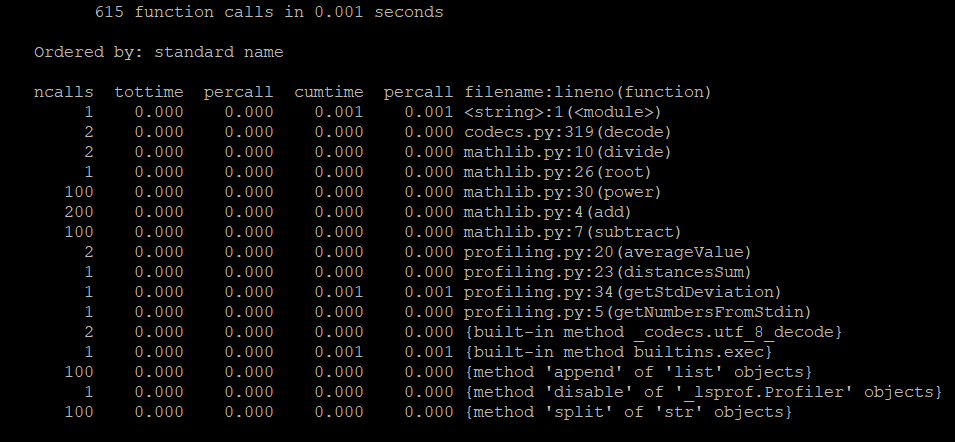 615 function calls in 0.001 seconds
Ordered by: standard name
ncalls tottime percall cumtime percall filename:lineno(function)
1 0.000 0.000 0.001 0.001 <string>:1(<module>)
2 0.000 0.000 0.000 0.000 codecs.py:319(decode)
2 0.000 0.000 0.000 0.000 mathlib.py:10(divide)
1 0.000 0.000 0.000 0.000 mathlib.py:26(root)
100 0.000 0.000 0.000 0.000 mathlib.py:30(power)
200 0.000 0.000 0.000 0.000 mathlib.py:4(add)
100 0.000 0.000 0.000 0.000 mathlib.py:7(subtract)
2 0.000 0.000 0.000 0.000 profiling.py:20(averageValue)
1 0.000 0.000 0.000 0.000 profiling.py:23(distancesSum)
1 0.000 0.000 0.001 0.001 profiling.py:34(getStdDeviation)
1 0.000 0.000 0.000 0.000 profiling.py:5(getNumbersFromStdin)
2 0.000 0.000 0.000 0.000 {built-in method _codecs.utf_8_decode}
1 0.000 0.000 0.001 0.001 {built-in method builtins.exec}
100 0.000 0.000 0.000 0.000 {method 'append' of 'list' objects}
1 0.000 0.000 0.000 0.000 {method 'disable' of '_lsprof.Profiler' objects}
100 0.000 0.000 0.000 0.000 {method 'split' of 'str' objects}